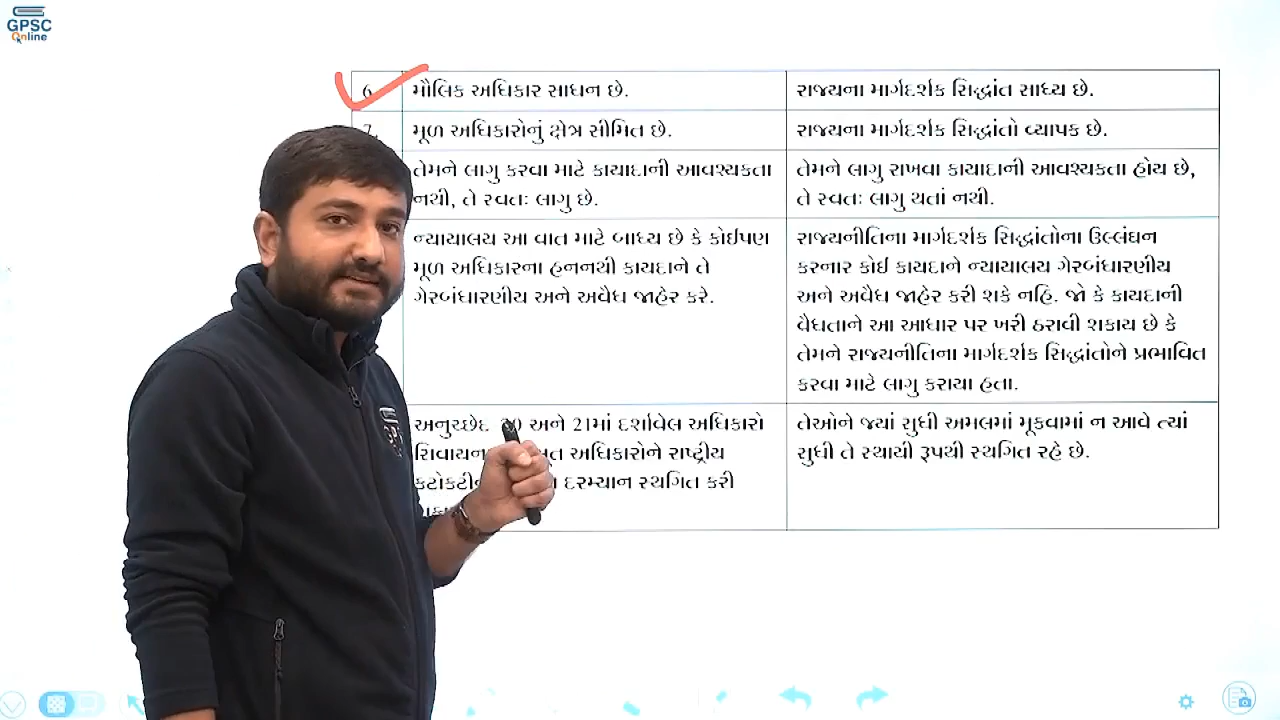 GPSC
Online
6. મૌલિક અધિકાર સાધન છે. રાજ્યના માર્ગદર્શક સિદ્ધાંત સાધ્ય છે.
7. મૂળ અધિકારોનું ક્ષેત્ર સીમિત છે. રાજ્યના માર્ગદર્શક સિદ્ધાંતો વ્યાપક છે.
તેમને લાગુ કરવા માટે કાયાદાની આવશ્યકતા
નથી, તે સ્વતઃ લાગુ છે.
તેમને લાગુ રાખવા કાયાદાની આવશ્યકતા હોય છે,
તે સ્વતઃ લાગુ થતાં નથી.
ન્યાયાલય આ વાત માટે બાધ્ય છે કે કોઈપણ
મૂળ અધિકારના હનનથી કાયદાને તે
ગેરબંધારણીય અને અવૈધ જાહેર કરે.
રાજ્યનીતિના માર્ગદર્શક સિદ્ધાંતોના ઉલ્લંઘન
કરનાર કોઈ કાયદાને ન્યાયાલય ગેરબંધારણીય
અને અવૈધ જાહેર કરી શકે નહિ. જો કે કાયદાની
વૈધતાને આ આધાર પર ખરી ઠરાવી શકાય છે કે
તેમને રાજ્યનીતિના માર્ગદર્શક સિદ્ધાંતોને પ્રભાવિત
કરવા માટે લાગુ કરાયા હતા.
અનુચ્છેદ અને 21માં દર્શાવેલ અધિકારો
અધિકારોને રાષ્ટ્રીય
દરમ્યાન સ્થગિત કરી
તેઓને જ્યાં સુધી અમલમાં મૂકવામાં ન આવે ત્યાં
સુધી તે સ્થાયી રૂપથી સ્થગિત રહે છે.